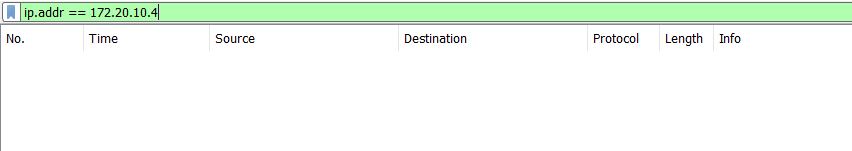 ip.addr == 172.20.10.4
No. Time Source Destination Protocol Length Info